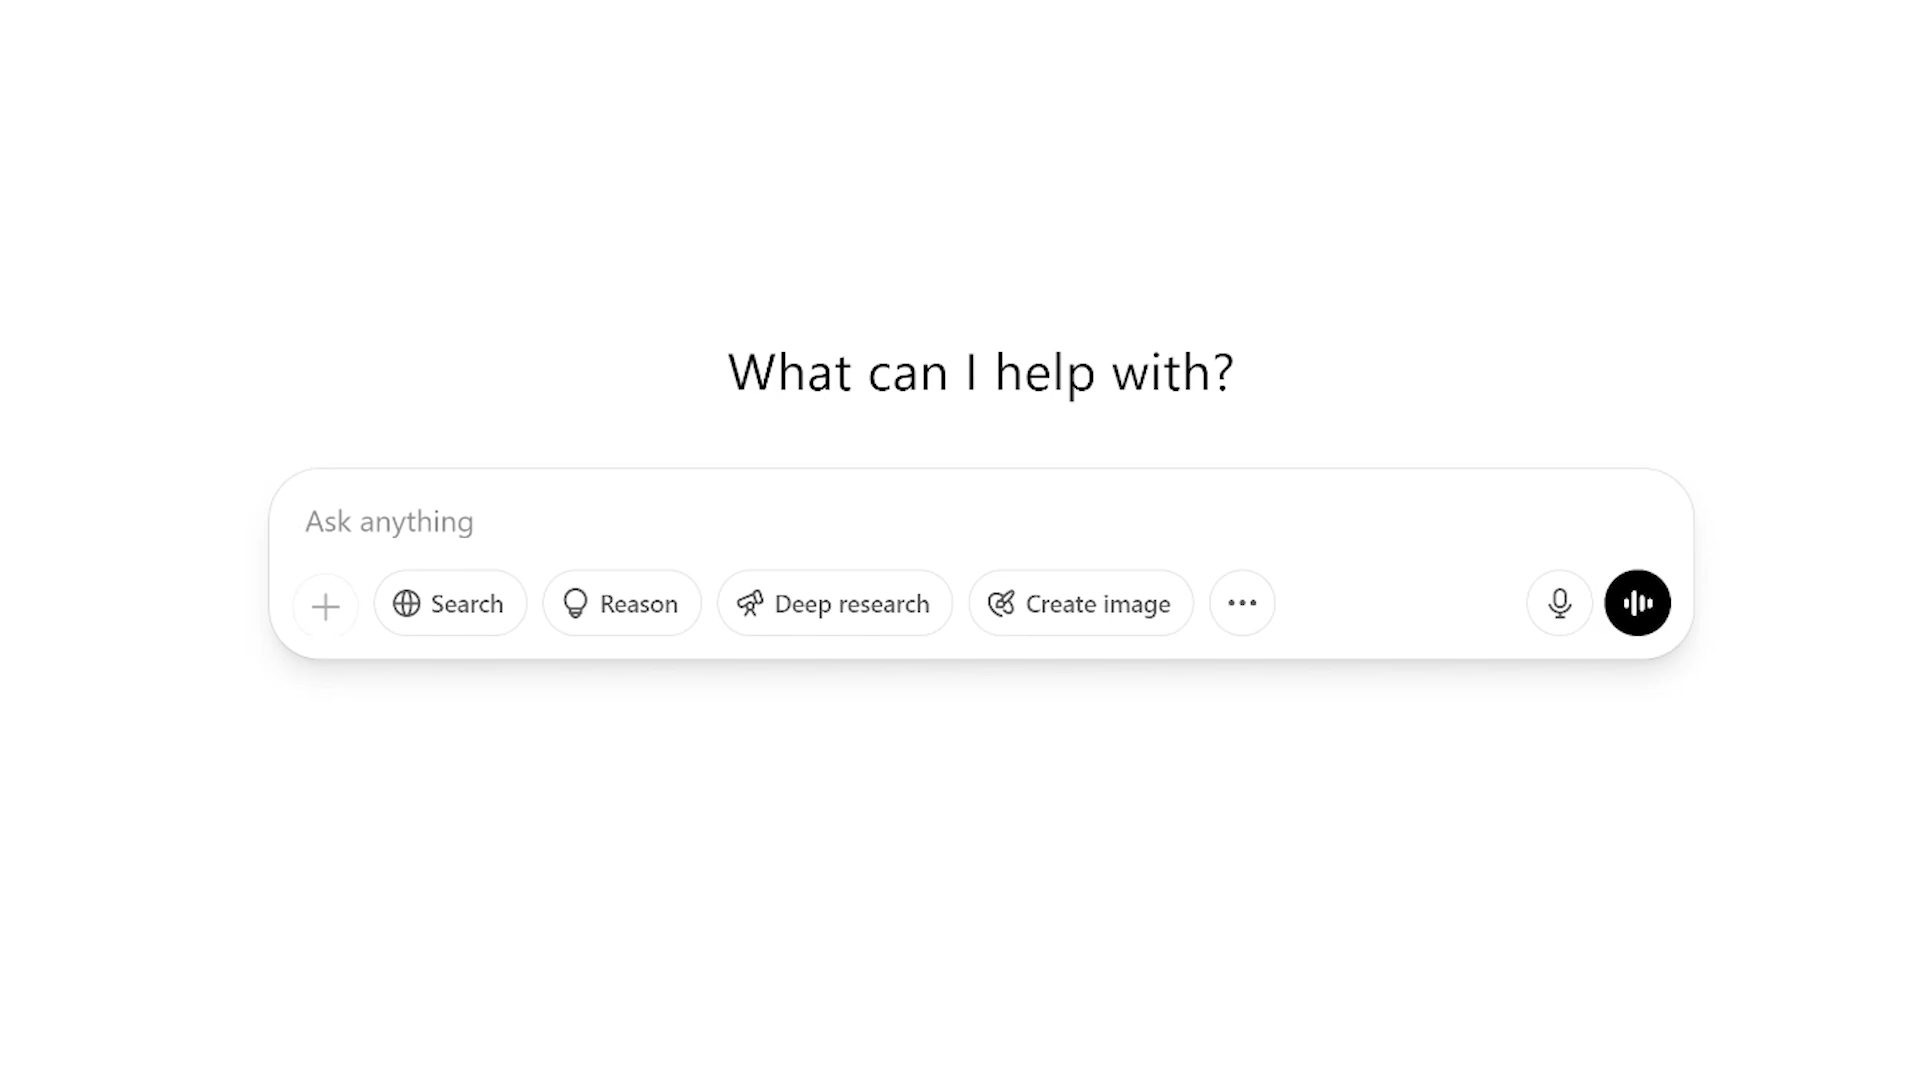 What can I help with?
Ask anything
Search Reason Deep research Create image